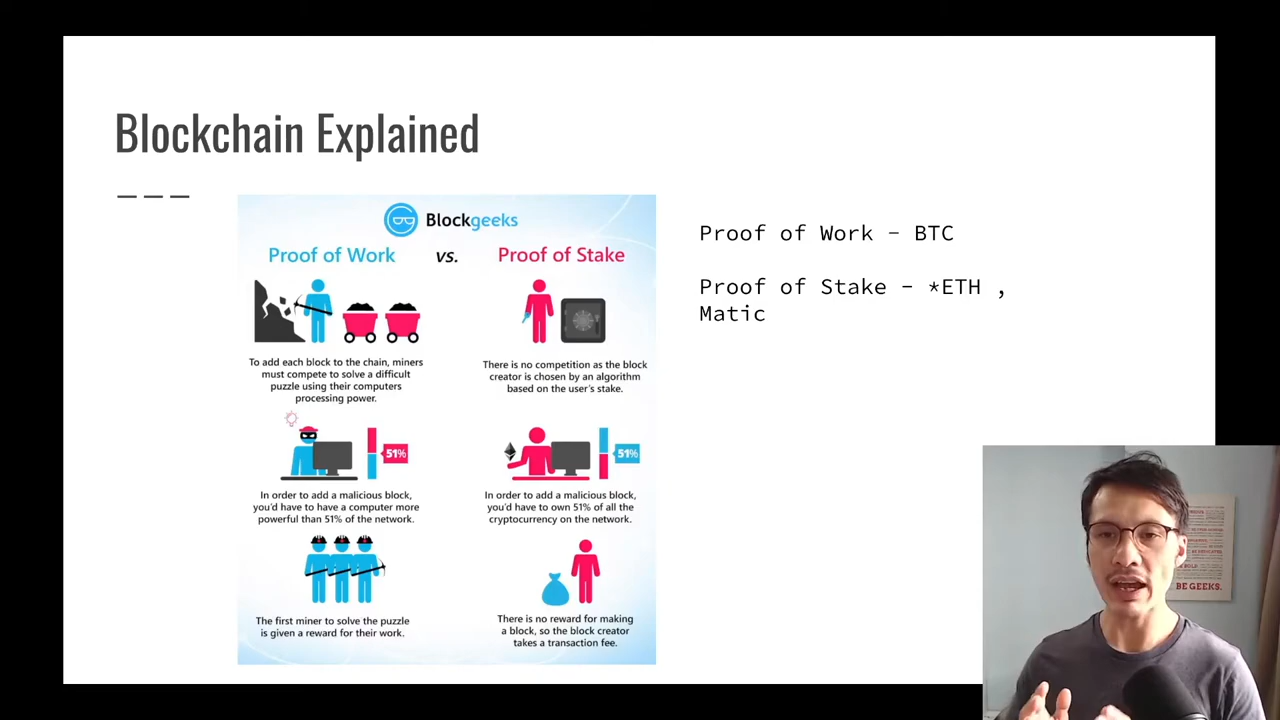 Blockchain Explained
Blockgeeks
Proof of Work vs. Proof of Stake
To add each block to the chain, miners
must compete to solve a difficult
puzzle using their computers
processing power.
There is no competition as the block
creator is chosen by an algorithm
based on the user's stake.
51%
51%
In order to add a malicious block,
you'd have to have a computer more
powerful than 51% of the network.
In order to add a malicious block,
you'd have to own 51% of all the
cryptocurrency on the network.
The first miner to solve the puzzle
is given a reward for their work.
There is no reward for making
a block, so the block creator
takes a transaction fee.
Proof of Work - BTC
Proof of Stake - *ETH ,
Matic
BE GEEKS.